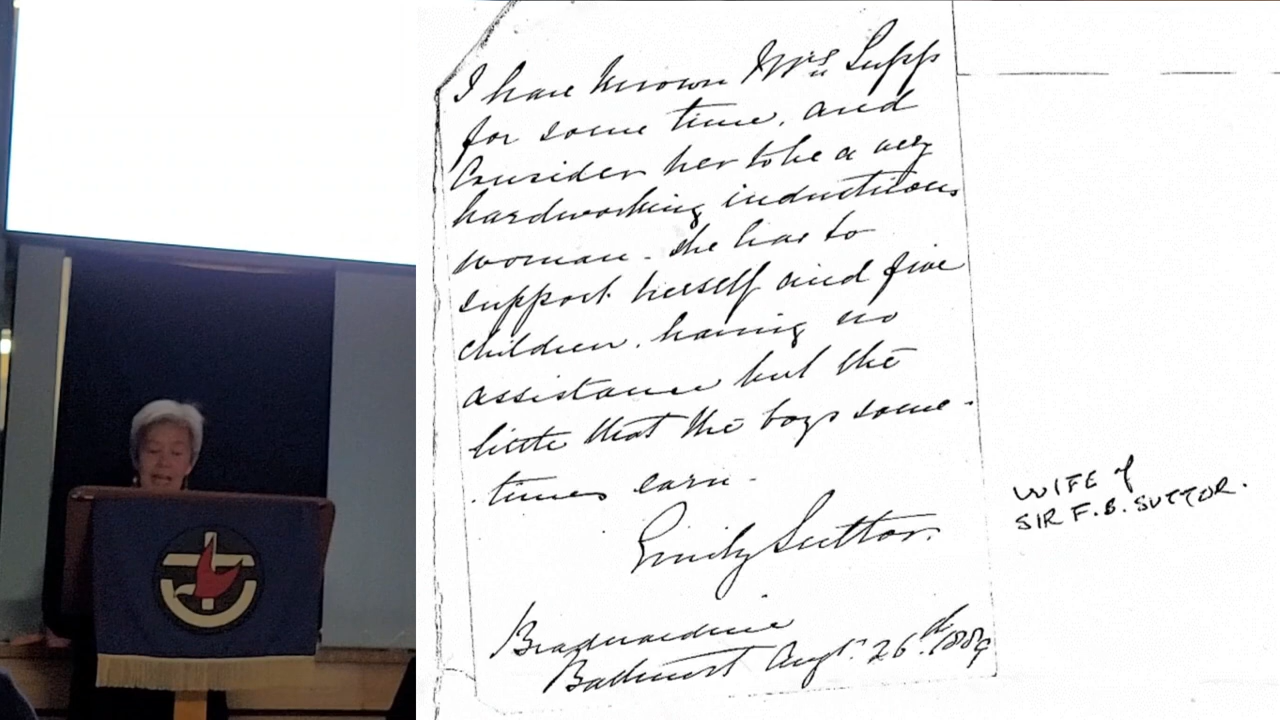 I have known Mrs Supps
for some time, and
Consider her to be a very
hardworking industrious
woman - She has to
support herself and five
children, having no
assistance but the
little that the boys some-
times earn -
Emily Suttor.
Bradwardine
Bathurst Augt. 26th 1889
WIFE of
SIR F.B. SUTTOR.